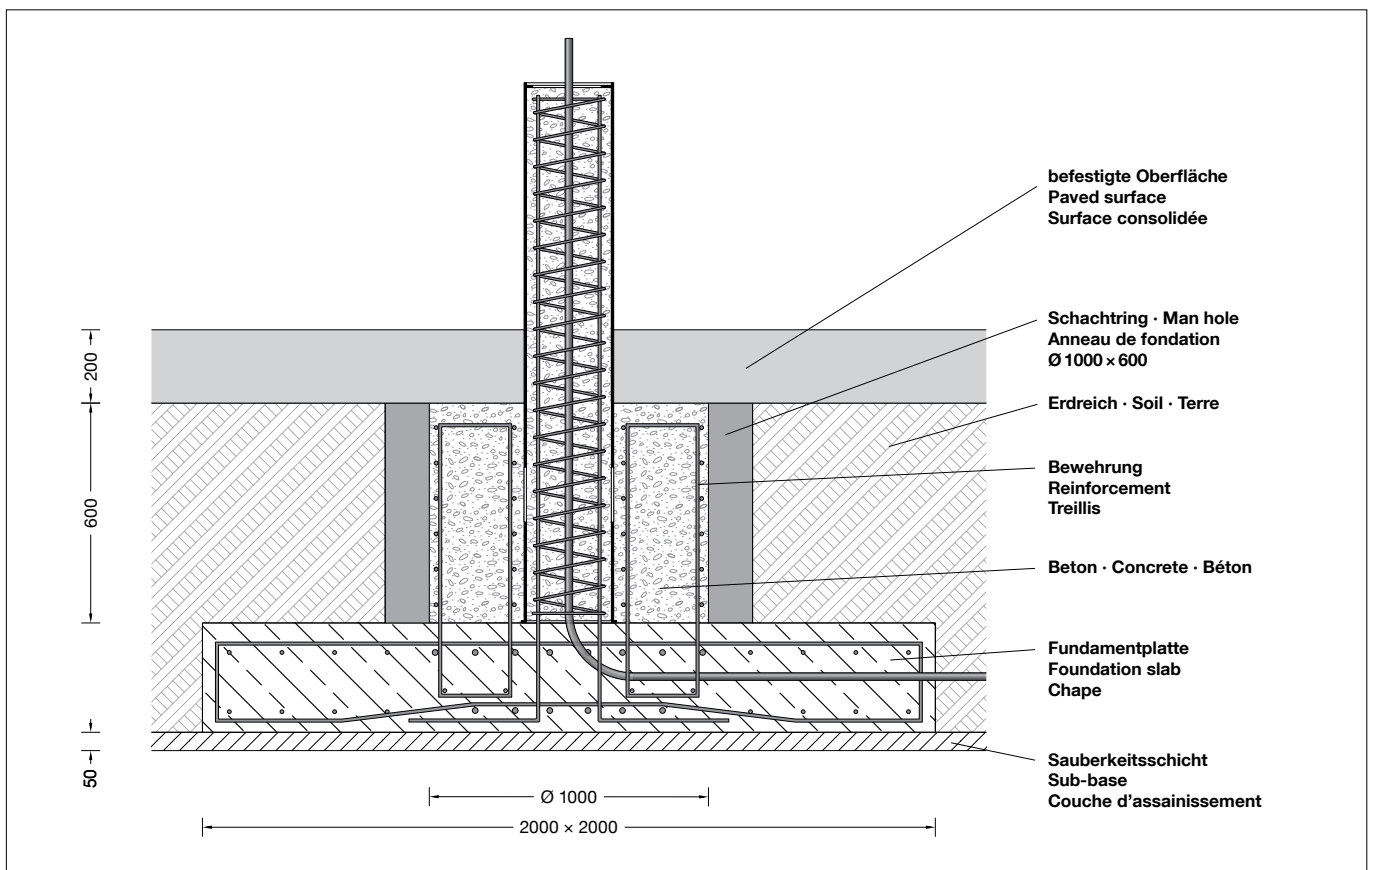 befestigte Oberfläche
Paved surface
Surface consolidée
Schachtring · Man hole
Anneau de fondation
Ø 1000 × 600
Erdreich · Soil · Terre
Bewehrung
Reinforcement
Treillis
Beton · Concrete · Béton
Fundamentplatte
Foundation slab
Chape
Sauberkeitsschicht
Sub-base
Couche d’assainissement
200
600
50
Ø 1000
2000 × 2000